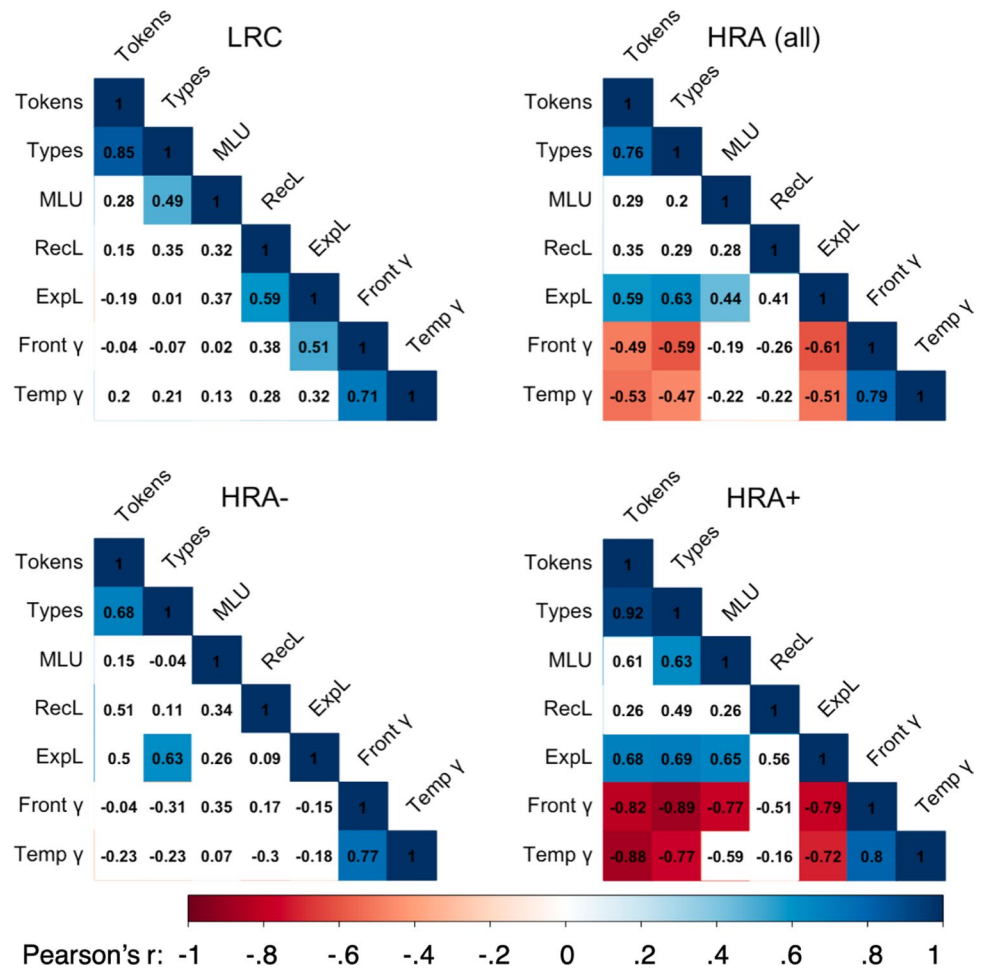 LRC
Tokens Types MLU RecL ExpL Front γ Temp γ
Tokens 1
Types 0.85 1
MLU 0.28 0.49 1
RecL 0.15 0.35 0.32 1
ExpL -0.19 0.01 0.37 0.59 1
Front γ -0.04 -0.07 0.02 0.38 0.51 1
Temp γ 0.2 0.21 0.13 0.28 0.32 0.71 1
HRA (all)
Tokens Types MLU RecL ExpL Front γ Temp γ
Tokens 1
Types 0.76 1
MLU 0.29 0.2 1
RecL 0.35 0.29 0.28 1
ExpL 0.59 0.63 0.44 0.41 1
Front γ -0.49 -0.59 -0.19 -0.26 -0.61 1
Temp γ -0.53 -0.47 -0.22 -0.22 -0.51 0.79 1
HRA-
Tokens Types MLU RecL ExpL Front γ Temp γ
Tokens 1
Types 0.68 1
MLU 0.15 -0.04 1
RecL 0.51 0.11 0.34 1
ExpL 0.5 0.63 0.26 0.09 1
Front γ -0.04 -0.31 0.35 0.17 -0.15 1
Temp γ -0.23 -0.23 0.07 -0.3 -0.18 0.77 1
HRA+
Tokens Types MLU RecL ExpL Front γ Temp γ
Tokens 1
Types 0.92 1
MLU 0.61 0.63 1
RecL 0.26 0.49 0.26 1
ExpL 0.68 0.69 0.65 0.56 1
Front γ -0.82 -0.89 -0.77 -0.51 -0.79 1
Temp γ -0.88 -0.77 -0.59 -0.16 -0.72 0.8 1
Pearson's r: -1 -.8 -.6 -.4 -.2 0 .2 .4 .6 .8 1